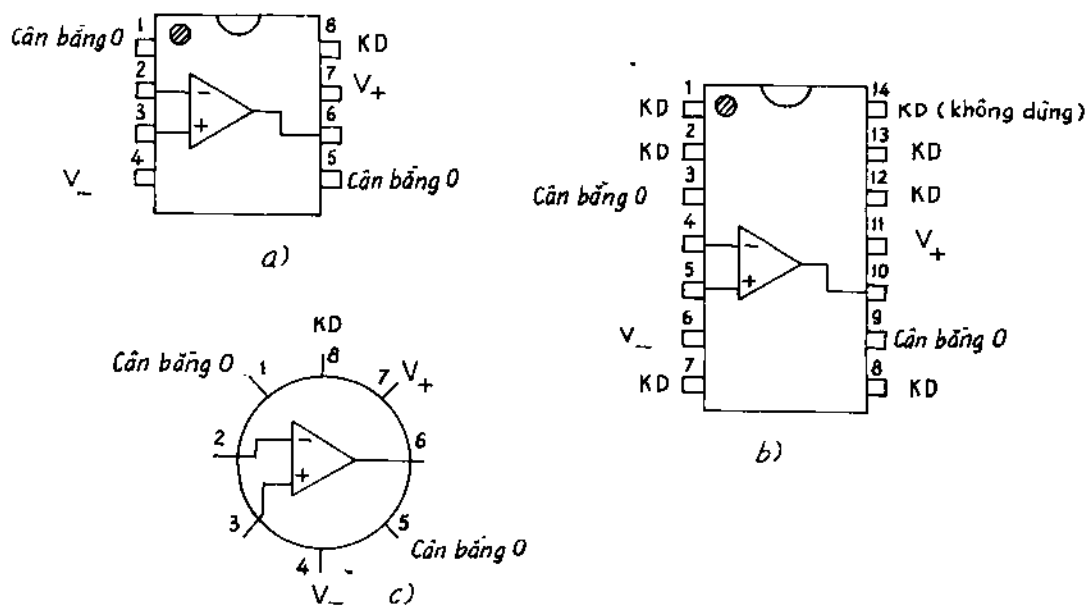 Cân bằng 0
1
8
KD
2
7
V+
3
6
4
5
V_
Cân bằng 0
- +
a)
1
14
KD
KD (không dùng)
2
13
KD
KD
3
12
Cân bằng 0
KD
4
11
V+
- +
5
10
6
9
V_
Cân bằng 0
7
8
KD
KD
b)
KD
8
Cân bằng 0
1
7
V+
2
6
- +
3
5
Cân bằng 0
4
V_
c)